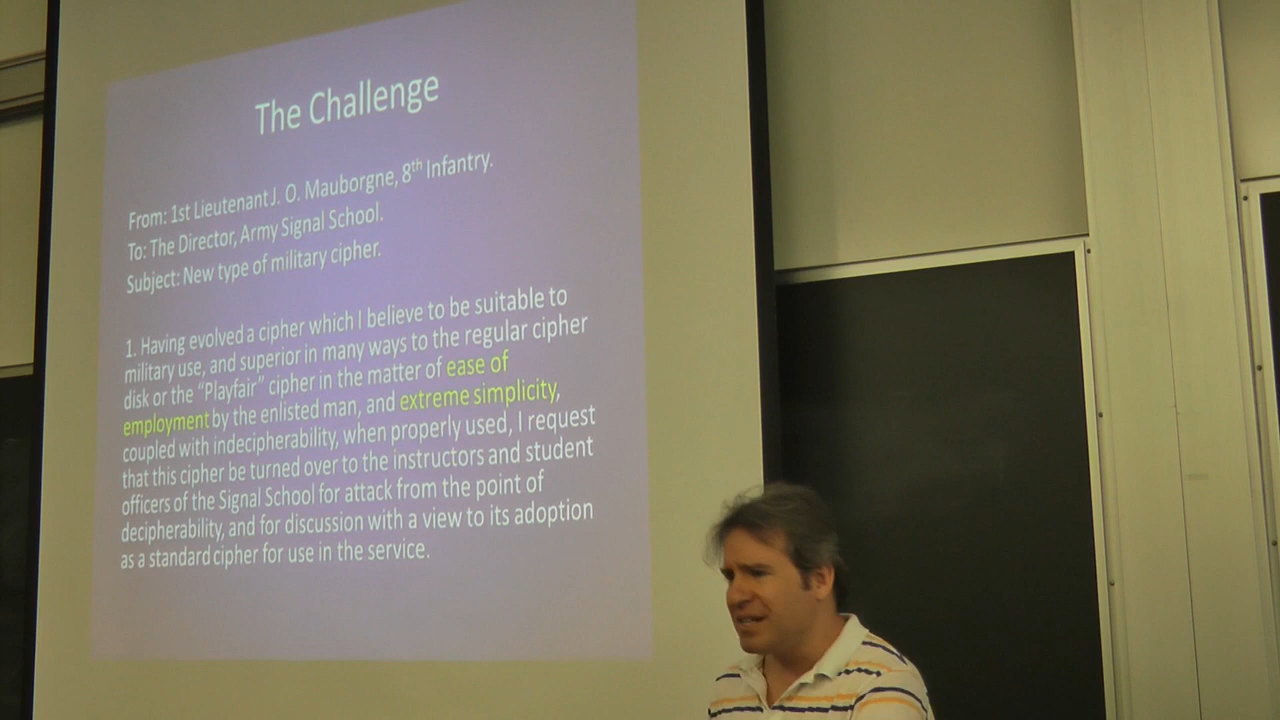 The Challenge
From: 1st Lieutenant J. O. Mauborgne, 8th Infantry.
To: The Director, Army Signal School.
Subject: New type of military cipher.
1. Having evolved a cipher which I believe to be suitable to
military use, and superior in many ways to the regular cipher
disk or the “Playfair” cipher in the matter of ease of
employment by the enlisted man, and extreme simplicity,
coupled with indecipherability, when properly used, I request
that this cipher be turned over to the instructors and student
officers of the Signal School for attack from the point of
decipherability, and for discussion with a view to its adoption
as a standard cipher for use in the service.